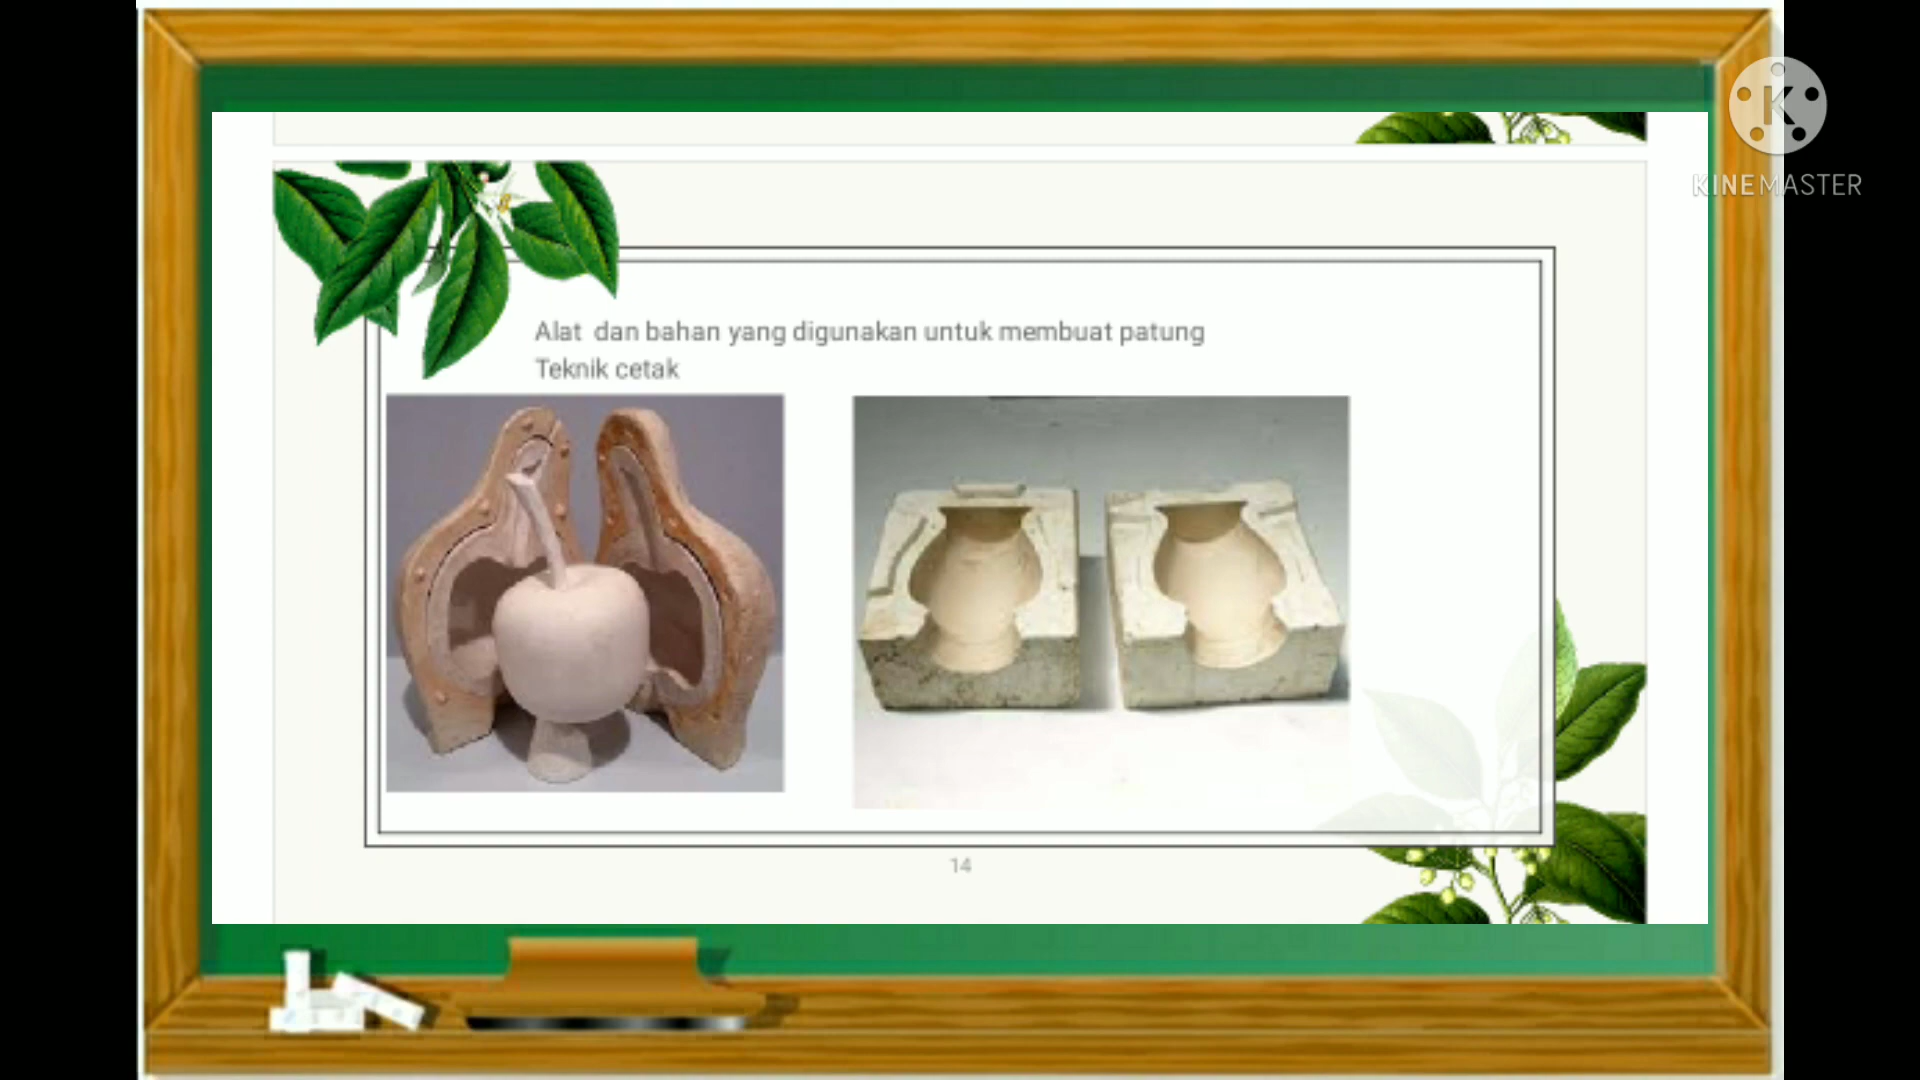 K
KINEMASTER
Alat dan bahan yang digunakan untuk membuat patung
Teknik cetak
14